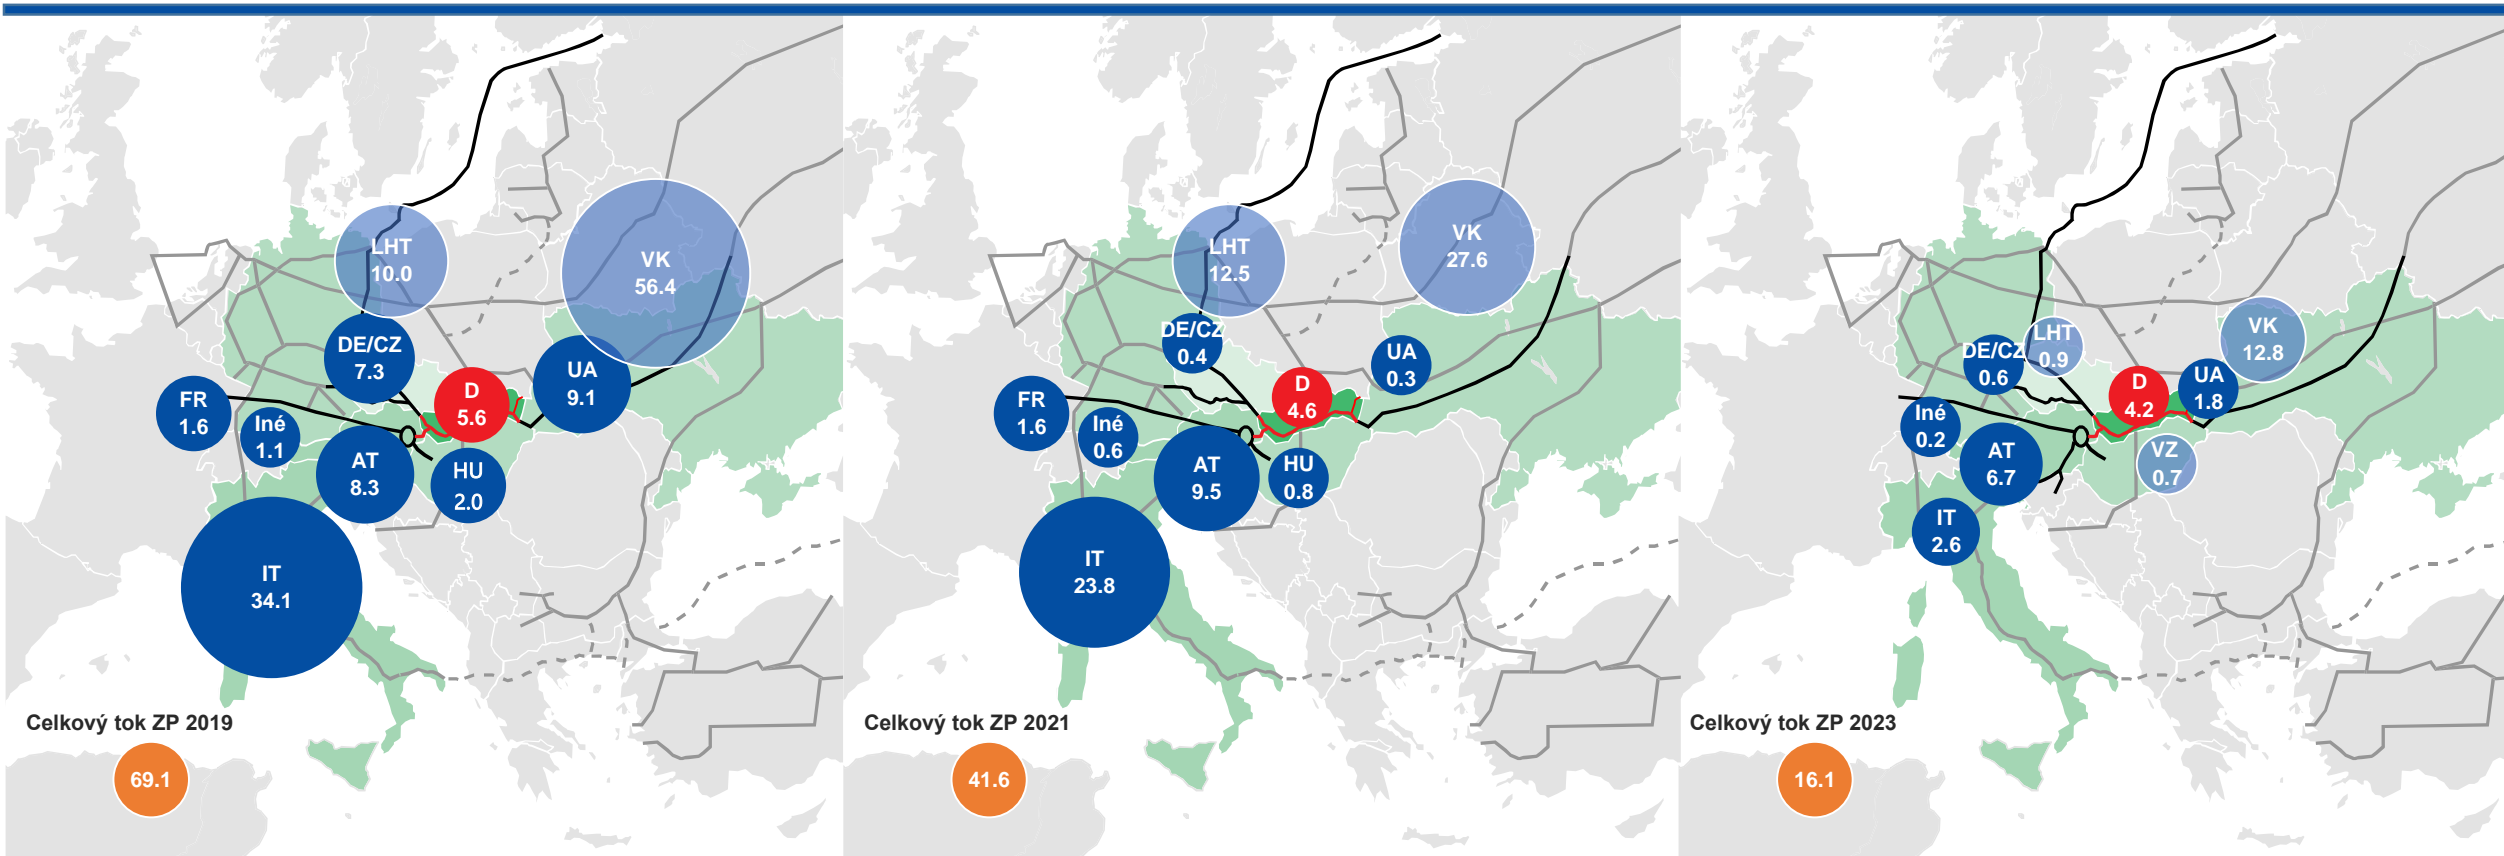 LHT
10.0
VK
56.4
DE/CZ
7.3
UA
9.1
D
5.6
FR
1.6
Iné
1.1
AT
8.3
HU
2.0
IT
34.1
Celkový tok ZP 2019
69.1
LHT
12.5
VK
27.6
DE/CZ
0.4
UA
0.3
D
4.6
FR
1.6
Iné
0.6
AT
9.5
HU
0.8
IT
23.8
Celkový tok ZP 2021
41.6
VK
12.8
LHT
0.9
DE/CZ
0.6
D
4.2
UA
1.8
Iné
0.2
AT
6.7
VZ
0.7
IT
2.6
Celkový tok ZP 2023
16.1